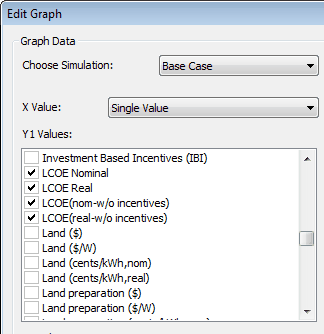 Edit Graph
Graph Data
Choose Simulation: Base Case
X Value: Single Value
Y1 Values:
Investment Based Incentives (IBI)
LCOE Nominal
LCOE Real
LCOE(nom-w/o incentives)
LCOE(real-w/o incentives)
Land ($)
Land ($/W)
Land (cents/kWh,nom)
Land (cents/kWh,real)
Land preparation ($)
Land preparation ($/W)